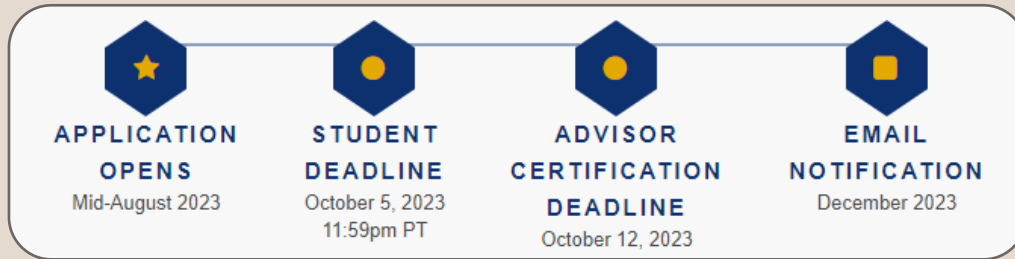 APPLICATION
OPENS
Mid-August 2023
STUDENT
DEADLINE
October 5, 2023
11:59pm PT
ADVISOR
CERTIFICATION
DEADLINE
October 12, 2023
EMAIL
NOTIFICATION
December 2023